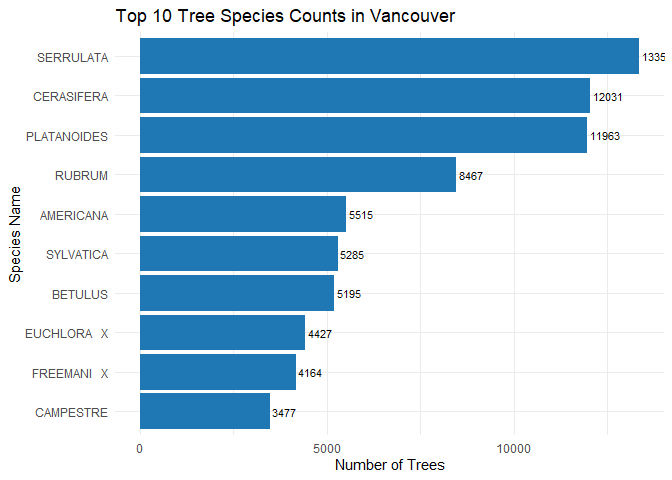 Top 10 Tree Species Counts in Vancouver
SERRULATA 1335
CERASIFERA 12031
PLATANOIDES 11963
RUBRUM 8467
AMERICANA 5515
SYLVATICA 5285
BETULUS 5195
EUCHLORA X 4427
FREEMANI X 4164
CAMPESTRE 3477
Species Name
0 5000 10000
Number of Trees